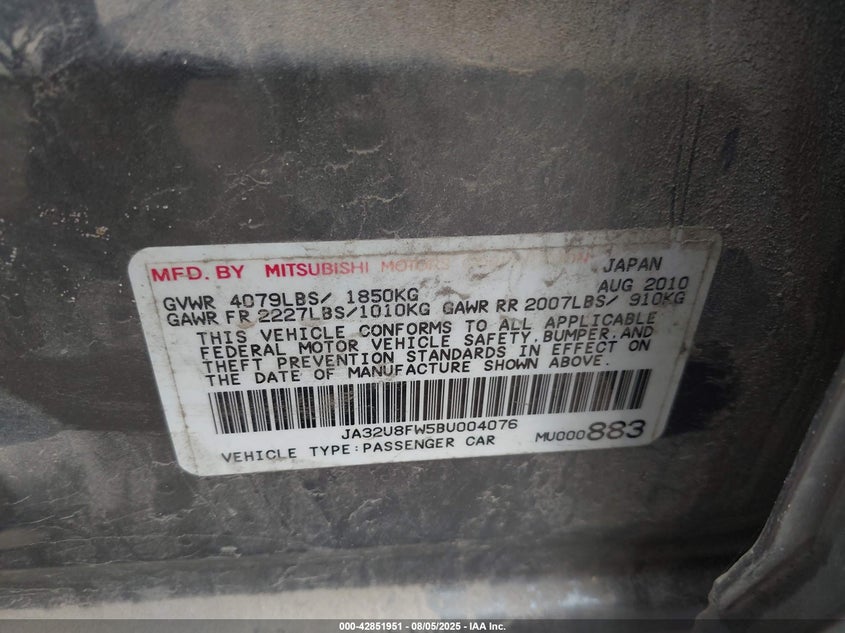 MFD. BY MITSUBISHI MOTORS JAPAN
AUG 2010
GVWR 4079LBS/ 1850KG
GAWR FR 2227LBS/1010KG GAWR RR 2007LBS/ 910KG
THIS VEHICLE CONFORMS TO ALL APPLICABLE
FEDERAL MOTOR VEHICLE SAFETY, BUMPER, AND
THEFT PREVENTION STANDARDS IN EFFECT ON
THE DATE OF MANUFACTURE SHOWN ABOVE.
JA32U8FW5BU004076
VEHICLE TYPE:PASSENGER CAR MU000883
000-42851951 - 08/05/2025 - IAA Inc.